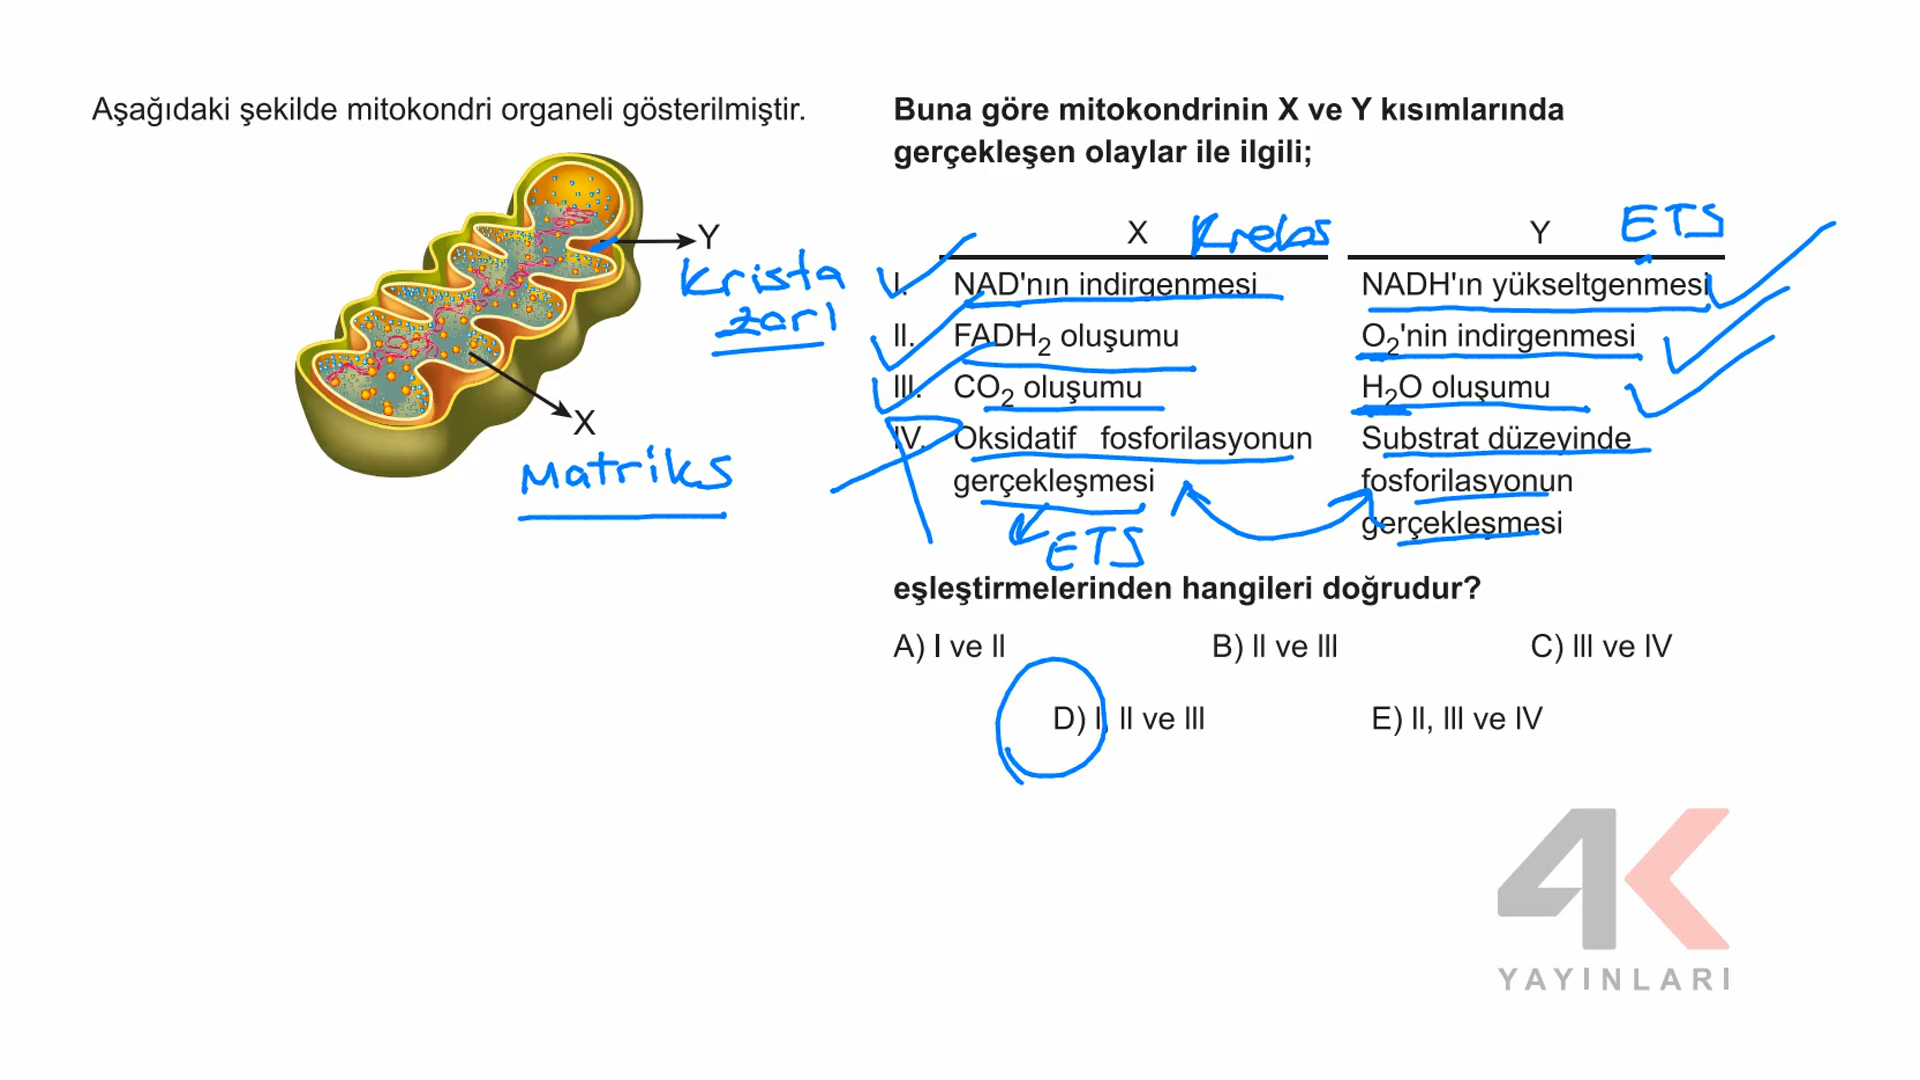 Aşağıdaki şekilde mitokondri organeli gösterilmiştir.
Y
Krista
zarı
X
Matriks
Buna göre mitokondrinin X ve Y kısımlarında
gerçekleşen olaylar ile ilgili;
X Krebs Y ETS
I. NAD'nın indirgenmesi NADH'ın yükseltgenmesi
II. FADH₂ oluşumu O₂'nin indirgenmesi
III. CO₂ oluşumu H₂O oluşumu
IV. Oksidatif fosforilasyonun Substrat düzeyinde
gerçekleşmesi fosforilasyonun
gerçekleşmesi
ETS
eşleştirmelerinden hangileri doğrudur?
A) I ve II B) II ve III C) III ve IV
D) I, II ve III E) II, III ve IV
4K
YAYINLARI